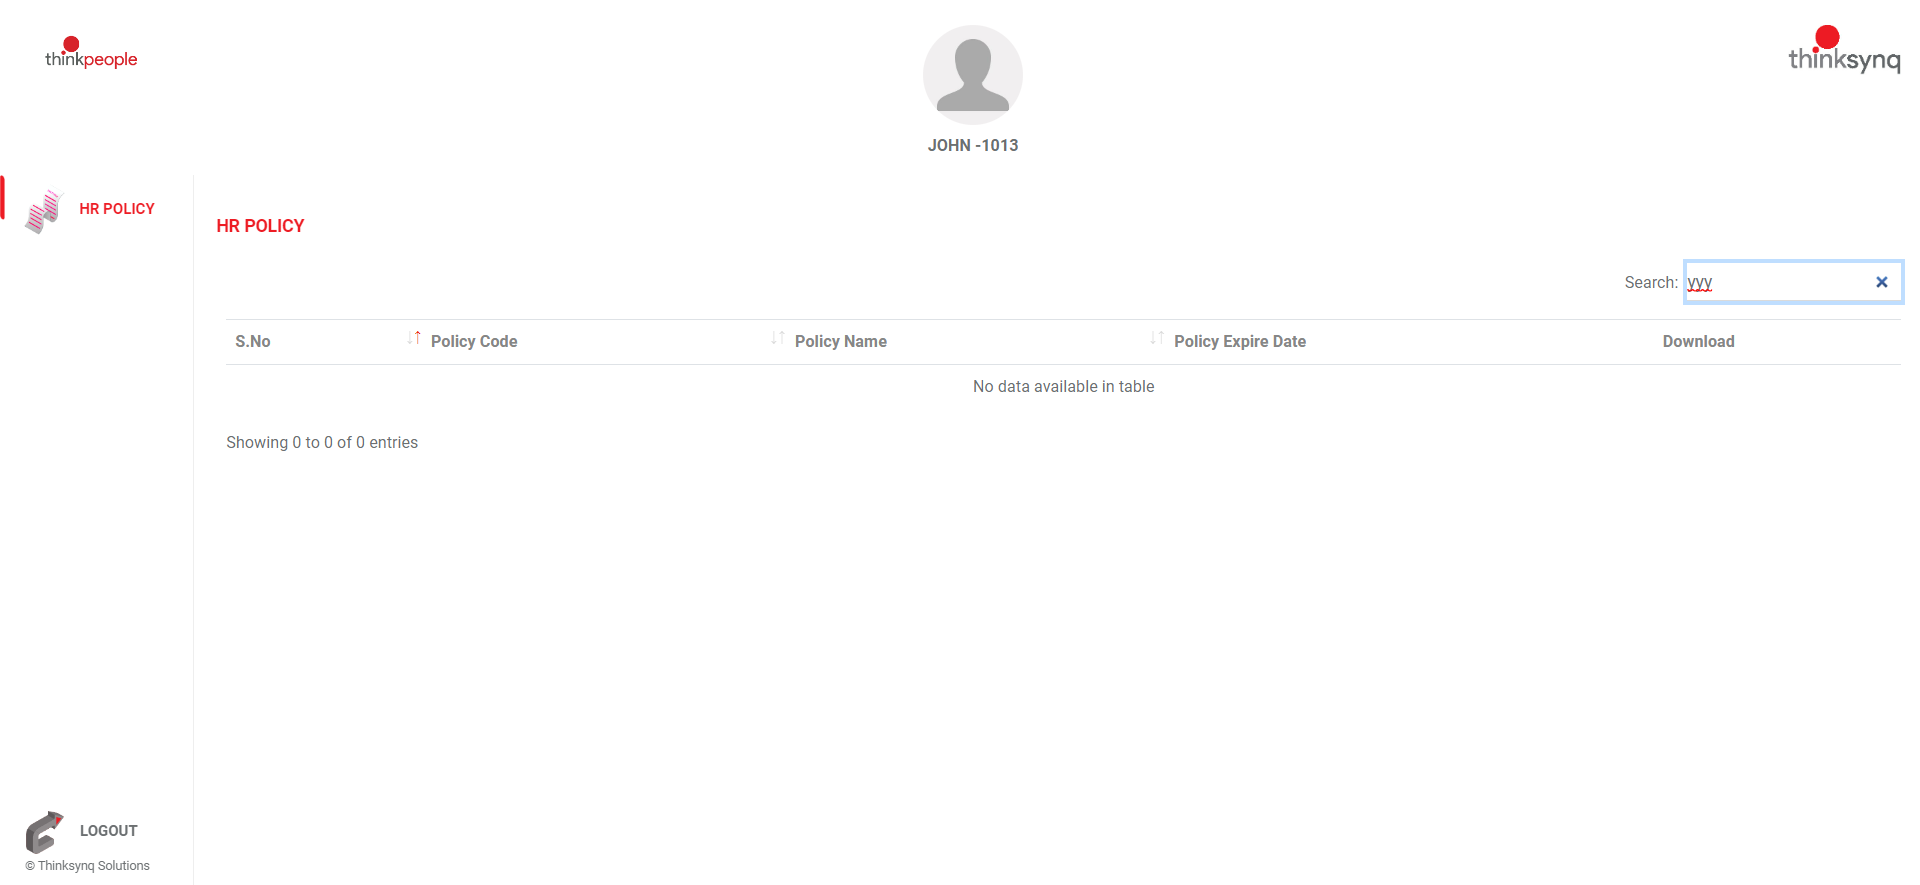 thinkpeople
thinksynq
JOHN -1013
HR POLICY
HR POLICY
Search: yyy
S.No Policy Code Policy Name Policy Expire Date Download
No data available in table
Showing 0 to 0 of 0 entries
LOGOUT
© Thinksynq Solutions